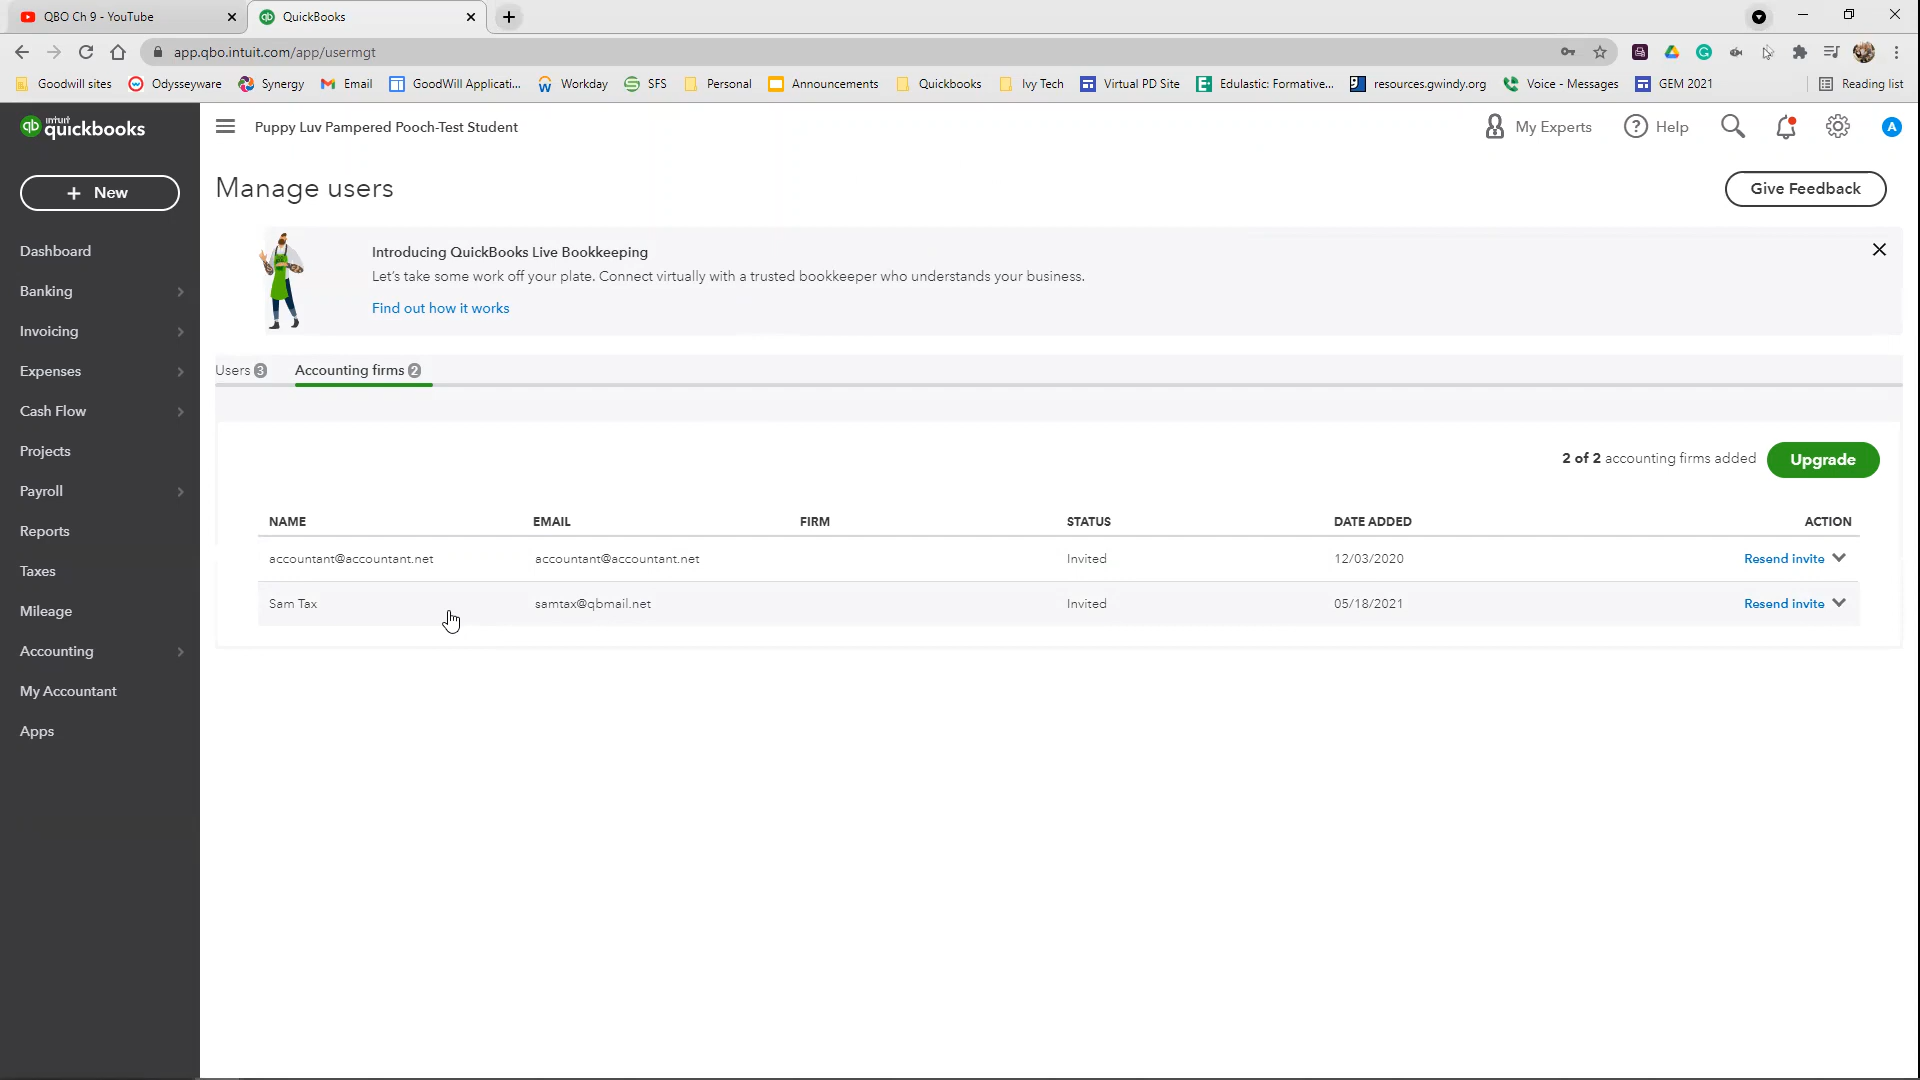 QBO Ch 9 - YouTube
QuickBooks
app.qbo.intuit.com/app/usermgt
Goodwill sites Odysseyware Synergy Email GoodWill Applicati... Workday SFS Personal Announcements Quickbooks Ivy Tech Virtual PD Site Edulastic: Formative... resources.gwindy.org Voice - Messages GEM 2021 Reading list
qb intuit quickbooks
Puppy Luv Pampered Pooch-Test Student
My Experts
? Help
A
+ New
Dashboard
Banking
Invoicing
Expenses
Cash Flow
Projects
Payroll
Reports
Taxes
Mileage
Accounting
My Accountant
Apps
Manage users
Give Feedback
Introducing QuickBooks Live Bookkeeping
Let's take some work off your plate. Connect virtually with a trusted bookkeeper who understands your business.
Find out how it works
Users 3 Accounting firms 2
2 of 2 accounting firms added Upgrade
NAME EMAIL FIRM STATUS DATE ADDED ACTION
accountant@accountant.net accountant@accountant.net Invited 12/03/2020 Resend invite
Sam Tax samtax@qbmail.net Invited 05/18/2021 Resend invite